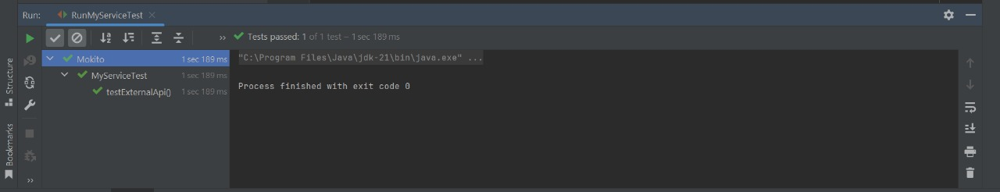 Run: RunMyServiceTest
Tests passed: 1 of 1 test – 1 sec 189 ms
Mokito 1 sec 189 ms
MyServiceTest 1 sec 189 ms
testExternalApi() 1 sec 189 ms
"C:\Program Files\Java\jdk-21\bin\java.exe" ...
Process finished with exit code 0
Structure
Bookmarks